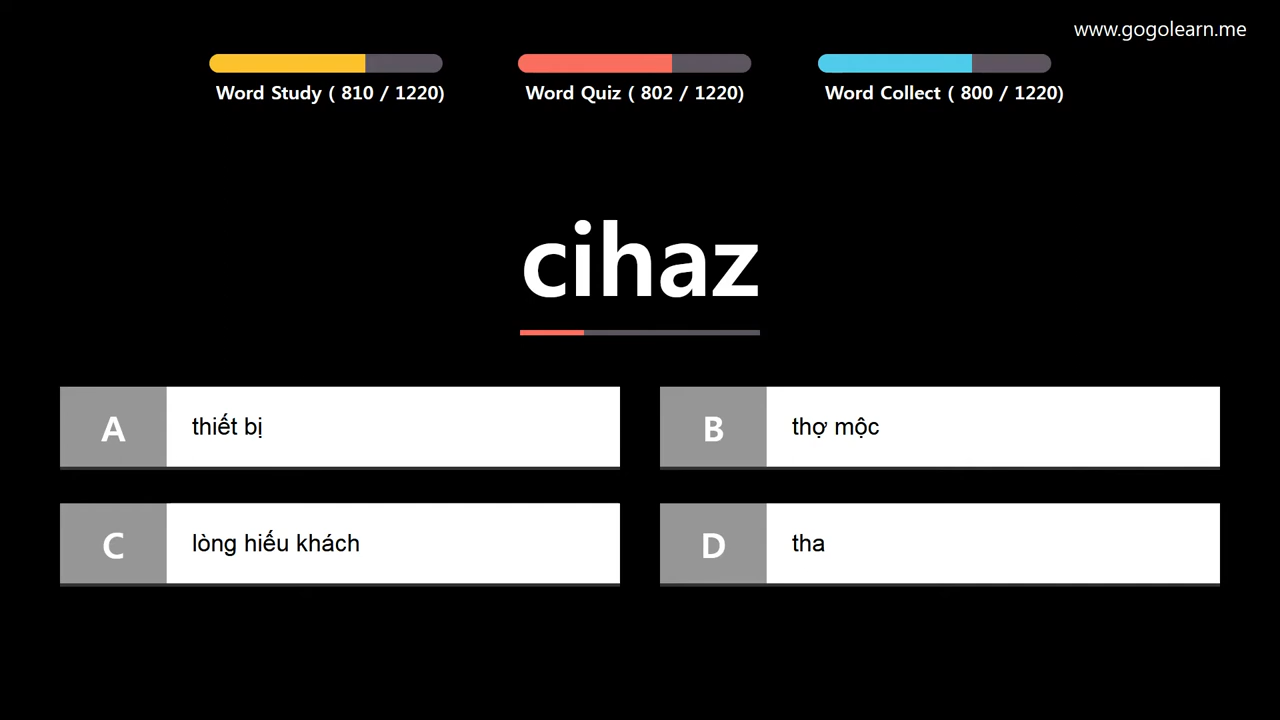 www.gogolearn.me
Word Study ( 810 / 1220)
Word Quiz ( 802 / 1220)
Word Collect ( 800 / 1220)
cihaz
A thiết bị
B thợ mộc
C lòng hiếu khách
D tha